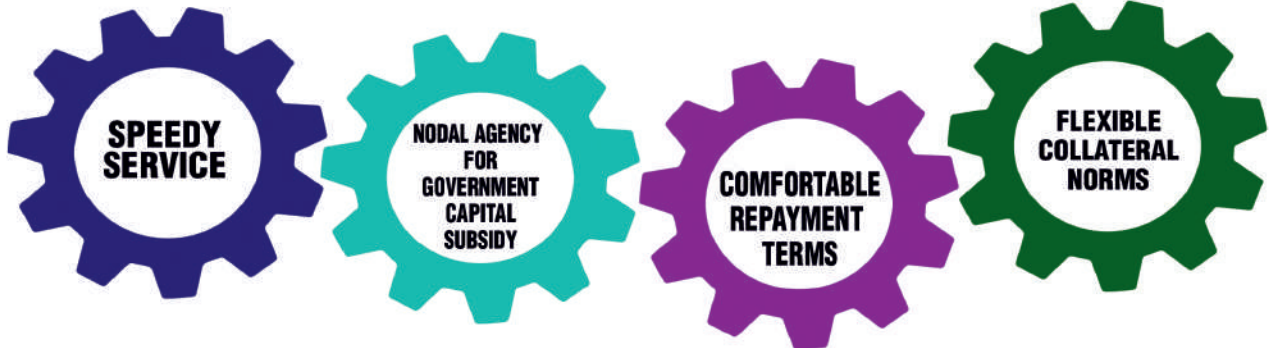 SPEEDY
SERVICE
NODAL AGENCY
FOR
GOVERNMENT
CAPITAL
SUBSIDY
COMFORTABLE
REPAYMENT
TERMS
FLEXIBLE
COLLATERAL
NORMS